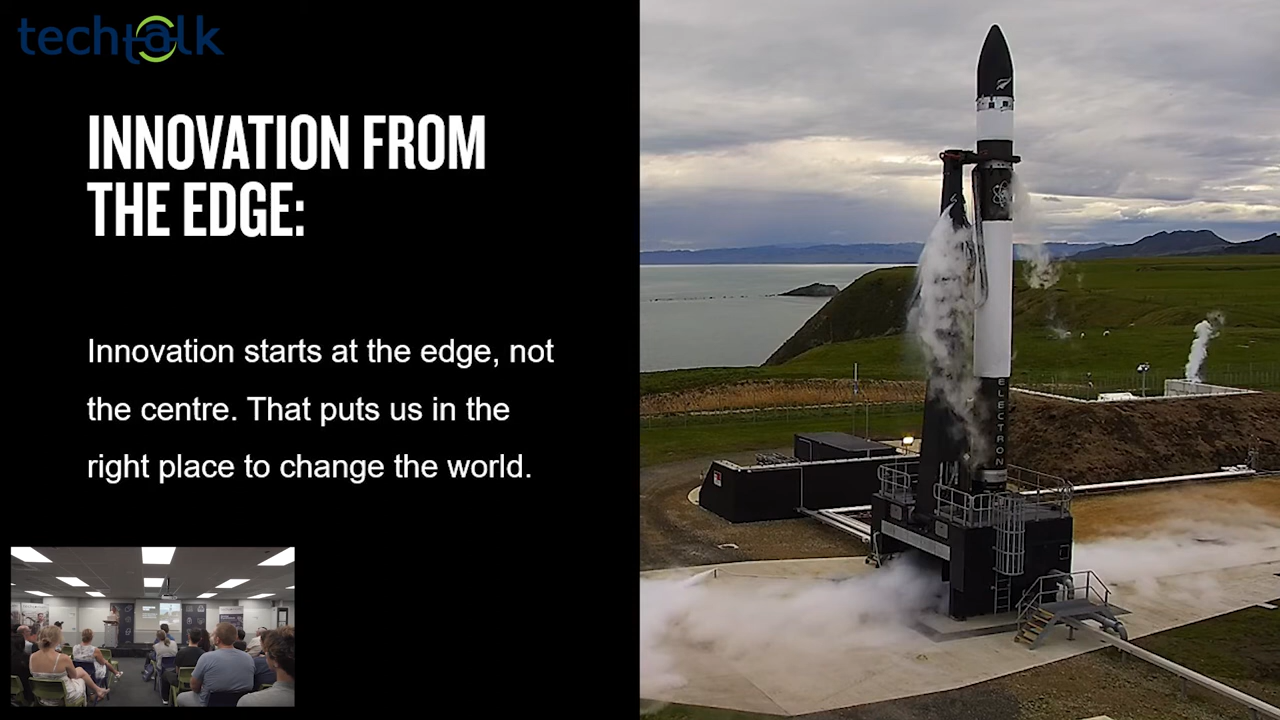 techtalk
INNOVATION FROM
THE EDGE:
Innovation starts at the edge, not
the centre. That puts us in the
right place to change the world.
ELECTRON